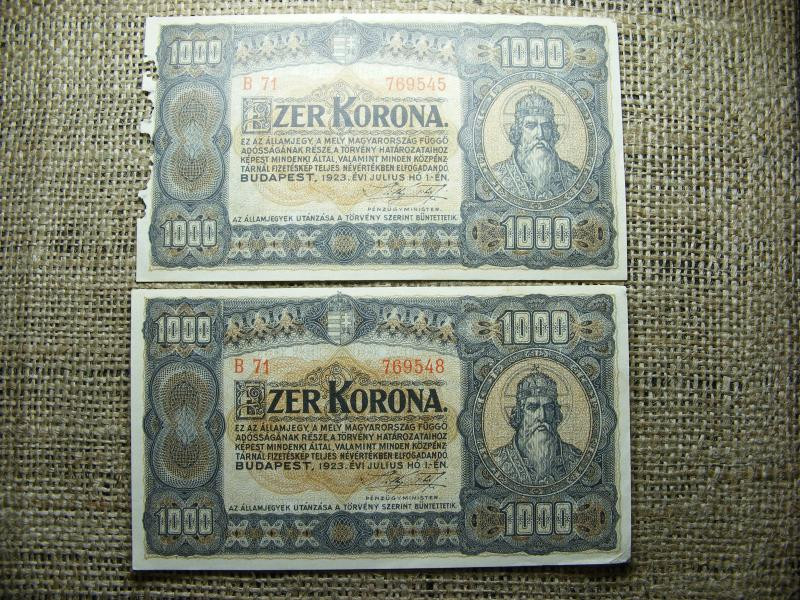 1000 1000
B 71 769545
EZER KORONA.
EZ AZ ÁLLAMJEGY, A MELY MAGYARORSZÁG FÜGGŐ
ADÓSSÁGÁNAK RÉSZE, A TÖRVÉNY HATÁROZATAIHOZ
KÉPEST MINDENKI ÁLTAL, VALAMINT MINDEN KÖZPÉNZ-
TÁRNÁL FIZETÉSKÉP TELJES NÉVÉRTÉKBEN ELFOGADANDÓ.
BUDAPEST, 1923. ÉVI JULIUS HÓ 1.-ÉN.
PÉNZÜGYMINISTER.
AZ ÁLLAMJEGYEK UTÁNZÁSA A TÖRVÉNY SZERINT BÜNTETTETIK.
1000 1000
1000 1000
B 71 769548
EZER KORONA.
EZ AZ ÁLLAMJEGY, A MELY MAGYARORSZÁG FÜGGŐ
ADÓSSÁGÁNAK RÉSZE, A TÖRVÉNY HATÁROZATAIHOZ
KÉPEST MINDENKI ÁLTAL, VALAMINT MINDEN KÖZPÉNZ-
TÁRNÁL FIZETÉSKÉP TELJES NÉVÉRTÉKBEN ELFOGADANDÓ.
BUDAPEST, 1923. ÉVI JULIUS HÓ 1.-ÉN.
PÉNZÜGYMINISTER.
AZ ÁLLAMJEGYEK UTÁNZÁSA A TÖRVÉNY SZERINT BÜNTETTETIK.
1000 1000